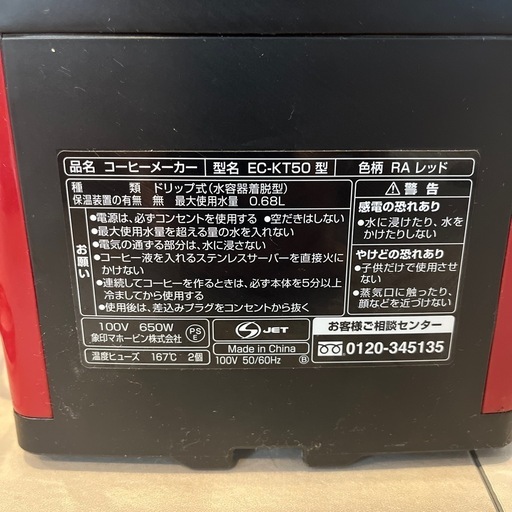 品名 コーヒーメーカー 型名 EC-KT50 型 色柄 RA レッド
種 類 ドリップ式(水容器着脱型)
保温装置の有無 無 最大使用水量 0.68L
お願い
●電源は、必ずコンセントを使用する ●空だきはしない
●最大使用水量を超える量の水を入れない
●電気の通ずる部分は、水に浸さない
●コーヒー液を入れるステンレスサーバーを直接火に
かけない
●連続してコーヒーを作るときは、必ず本体を5分以上
冷ましてから使用する
●使用後は、差込みプラグをコンセントから抜く
⚠警告
感電の恐れあり
●水に浸けたり、水を
かけたりしない
やけどの恐れあり
●子供だけで使用させ
ない
●蒸気口に触ったり、
顔などを近づけない
100V 650W
象印マホービン株式会社
PS
E
温度ヒューズ 167℃ 2個
S JET
Made in China
100V 50/60Hz Ⓑ
お客様ご相談センター
0120-345135